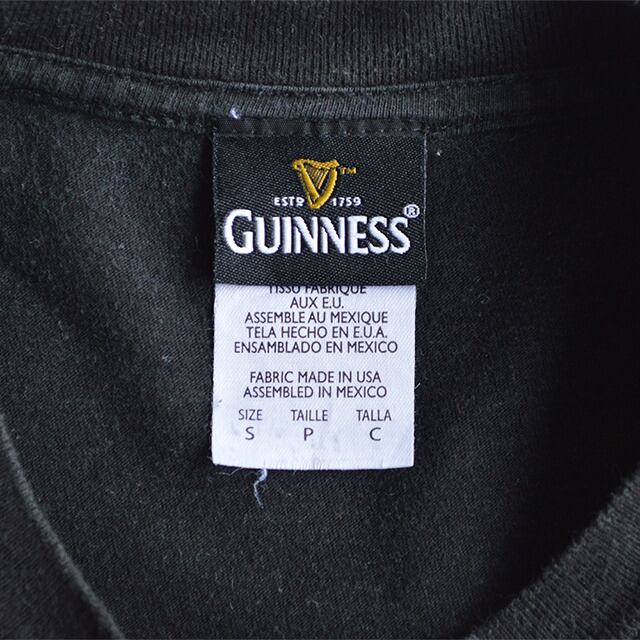 ™
ESTD 1759
GUINNESS®
TISSU FABRIQUE
AUX E.U.
ASSEMBLE AU MEXIQUE
TELA HECHO EN E.U.A.
ENSAMBLADO EN MEXICO
FABRIC MADE IN USA
ASSEMBLED IN MEXICO
SIZE TAILLE TALLA
S P C